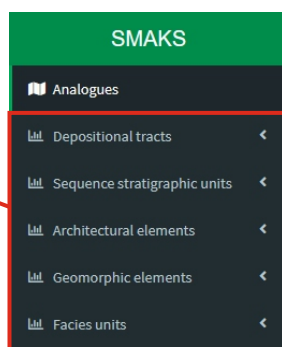 SMAKS
Analogues
Depositional tracts
Sequence stratigraphic units
Architectural elements
Geomorphic elements
Facies units